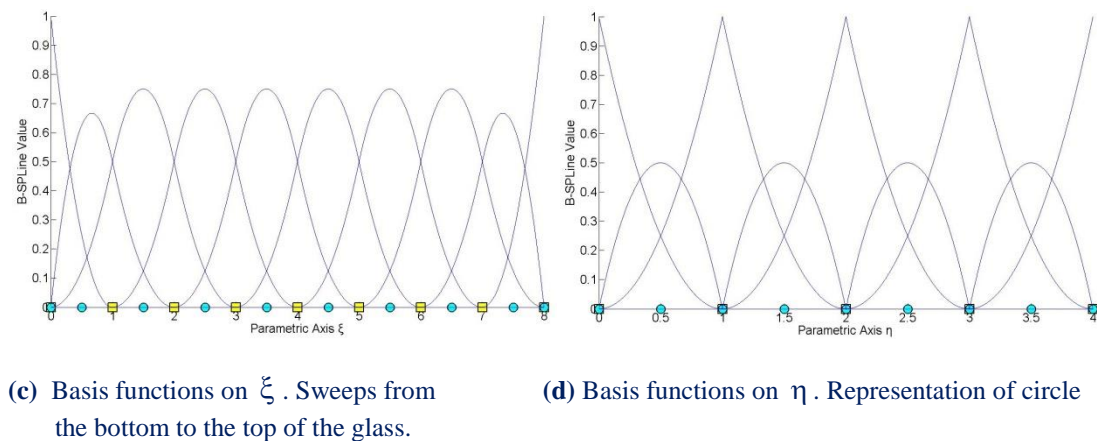 1
0.9
0.8
0.7
0.6
0.5
0.4
0.3
0.2
0.1
0
B-SPLine Value
0 1 2 3 4 5 6 7 8
Parametric Axis ξ
1
0.9
0.8
0.7
0.6
0.5
0.4
0.3
0.2
0.1
0
B-SPLine Value
0 0.5 1 1.5 2 2.5 3 3.5 4
Parametric Axis η
(c) Basis functions on ξ . Sweeps from
the bottom to the top of the glass.
(d) Basis functions on η . Representation of circle